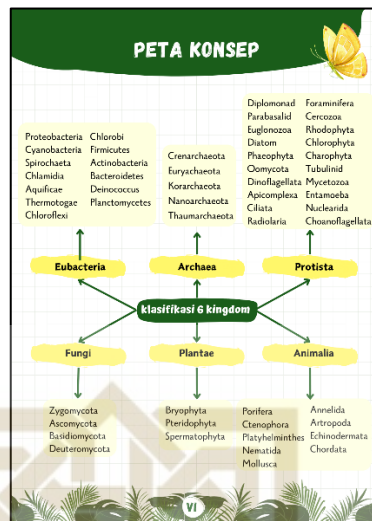 PETA KONSEP
Proteobacteria
Cyanobacteria
Spirochaeta
Chlamidia
Aquificae
Thermotogae
Chloroflexi
Chlorobi
Firmicutes
Actinobacteria
Bacteroidetes
Deinococcus
Planctomycetes
Crenarchaeota
Euryachaeota
Korarchaeota
Nanoarchaeota
Thaumarchaeota
Diplomonad
Parabasalid
Euglonozoa
Diatom
Phaeophyta
Oomycota
Dinoflagellata
Apicomplexa
Ciliata
Radiolaria
Foraminifera
Cercozoa
Rhodophyta
Chlorophyta
Charophyta
Tubulinid
Mycetozoa
Entamoeba
Nuclearida
Choanoflagellata
Eubacteria
Archaea
Protista
klasifikasi 6 kingdom
Fungi
Plantae
Animalia
Zygomycota
Ascomycota
Basidiomycota
Deuteromycota
Bryophyta
Pteridophyta
Spermatophyta
Porifera
Ctenophora
Platyhelminthes
Nematida
Mollusca
Annelida
Artropoda
Echinodermata
Chordata
VI